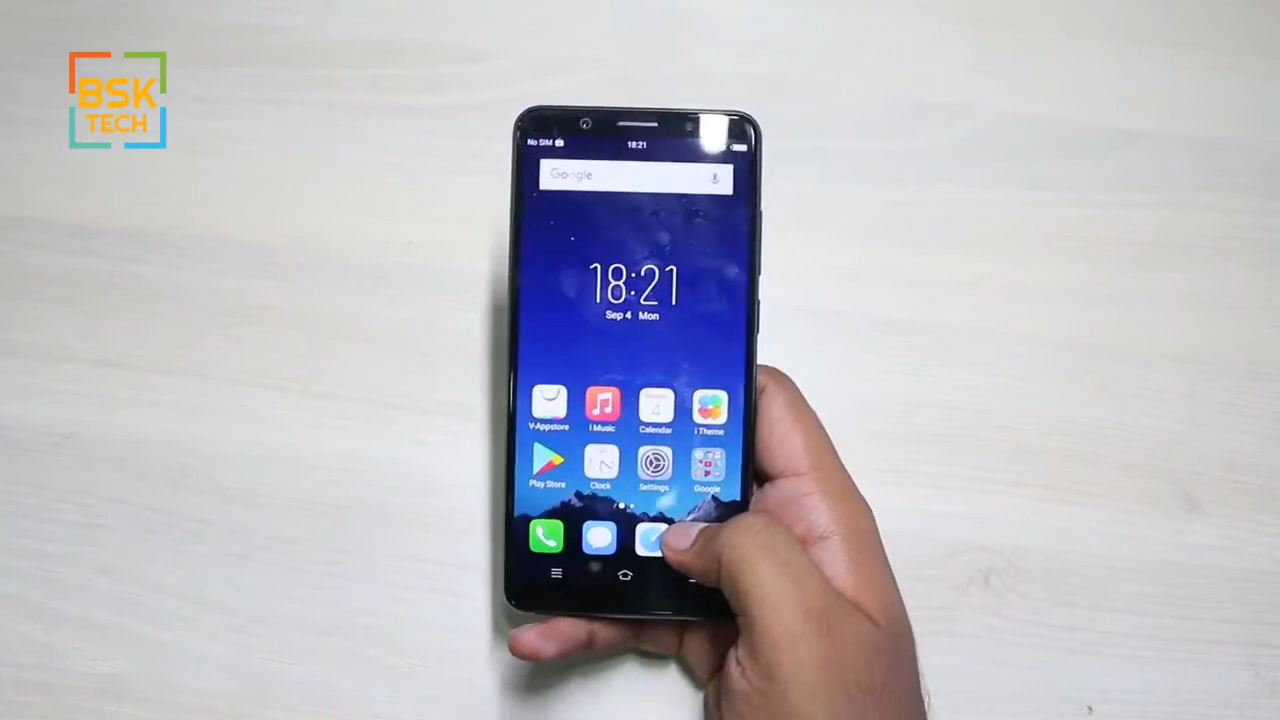 BSK
TECH
No SIM
18:21
Google
18:21
Sep 4 Mon
V-Appstore
i Music
4
Calendar
i Theme
Play Store
Clock
Settings
Google